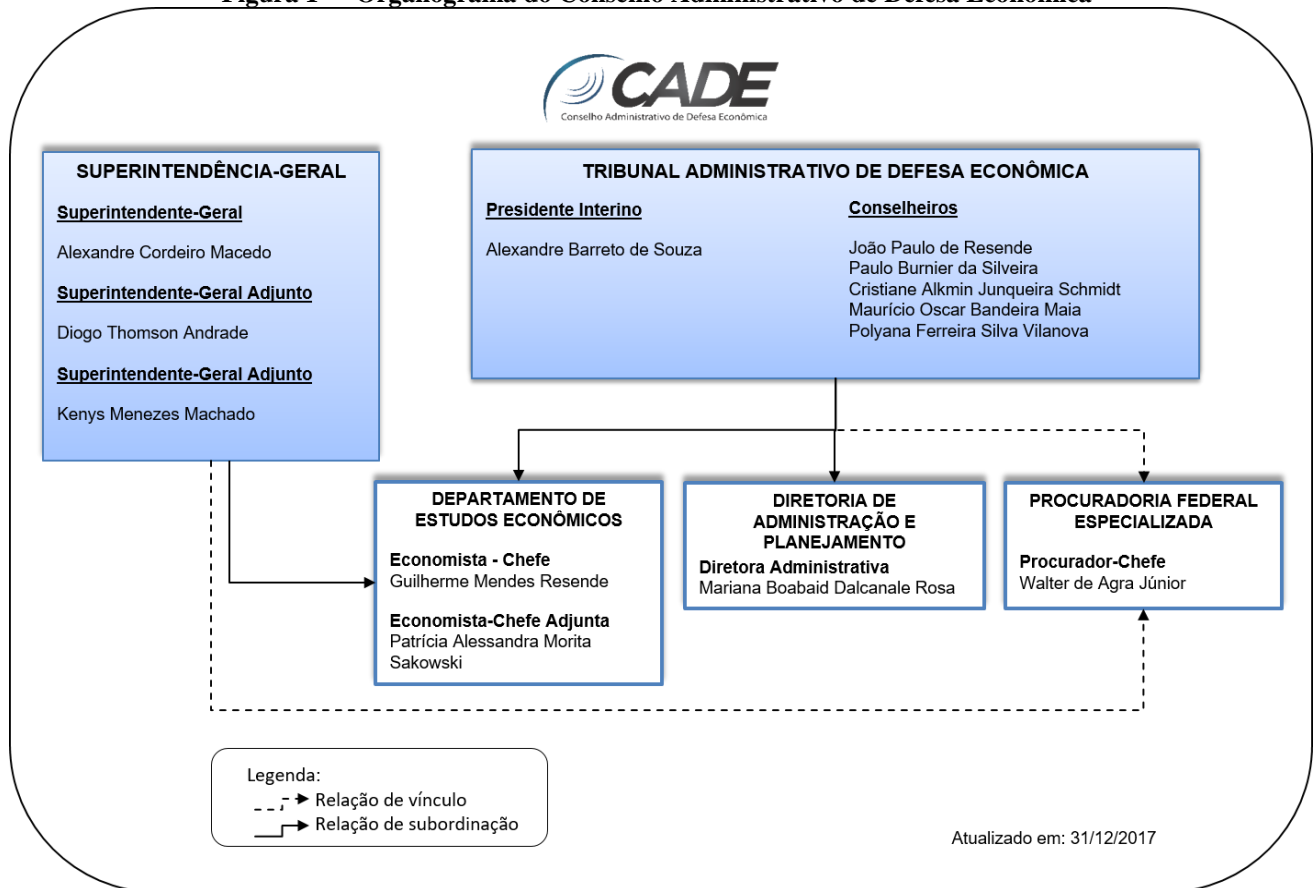 Figura 1 – Organograma do Conselho Administrativo de Defesa Econômica
CADE
Conselho Administrativo de Defesa Econômica
SUPERINTENDÊNCIA-GERAL
Superintendente-Geral
Alexandre Cordeiro Macedo
Superintendente-Geral Adjunto
Diogo Thomson Andrade
Superintendente-Geral Adjunto
Kenys Menezes Machado
TRIBUNAL ADMINISTRATIVO DE DEFESA ECONÔMICA
Presidente Interino
Alexandre Barreto de Souza
Conselheiros
João Paulo de Resende
Paulo Burnier da Silveira
Cristiane Alkmin Junqueira Schmidt
Maurício Oscar Bandeira Maia
Polyana Ferreira Silva Vilanova
DEPARTAMENTO DE
ESTUDOS ECONÔMICOS
Economista - Chefe
Guilherme Mendes Resende
Economista-Chefe Adjunta
Patrícia Alessandra Morita
Sakowski
DIRETORIA DE
ADMINISTRAÇÃO E
PLANEJAMENTO
Diretora Administrativa
Mariana Boabaid Dalcanale Rosa
PROCURADORIA FEDERAL
ESPECIALIZADA
Procurador-Chefe
Walter de Agra Júnior
Legenda:
Relação de vínculo
Relação de subordinação
Atualizado em: 31/12/2017